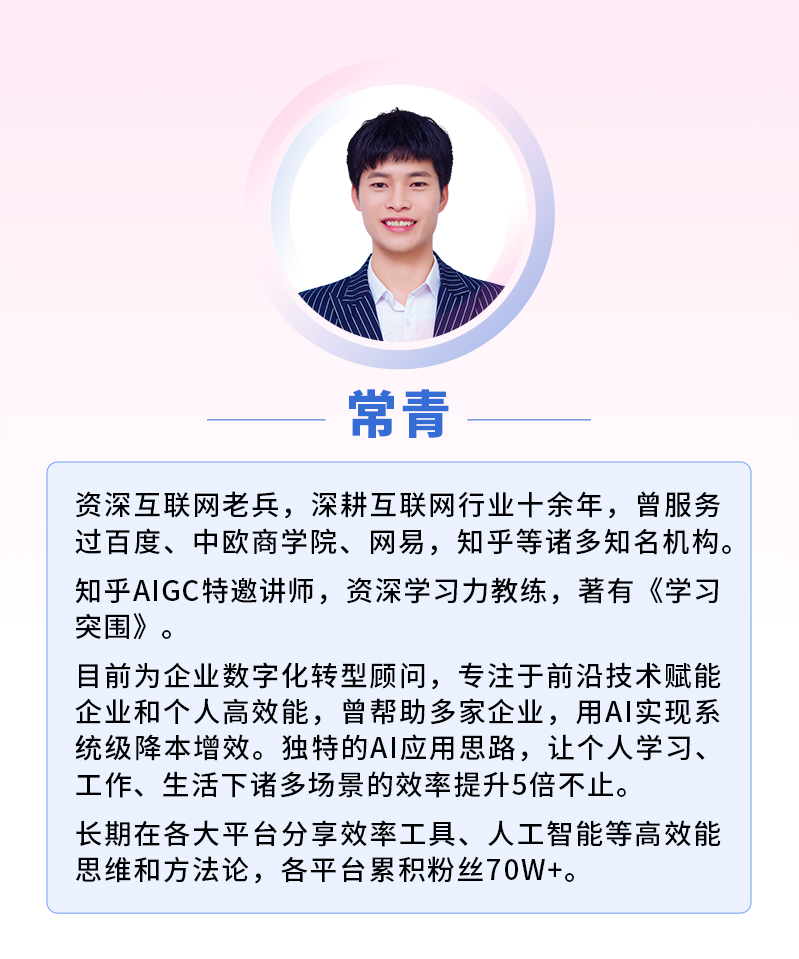 常青
资深互联网老兵，深耕互联网行业十余年，曾服务
过百度、中欧商学院、网易，知乎等诸多知名机构。
知乎AIGC特邀讲师，资深学习力教练，著有《学习
突围》。
目前为企业数字化转型顾问，专注于前沿技术赋能
企业和个人高效能，曾帮助多家企业，用AI实现系
统级降本增效。独特的AI应用思路，让个人学习、
工作、生活下诸多场景的效率提升5倍不止。
长期在各大平台分享效率工具、人工智能等高效能
思维和方法论，各平台累积粉丝70W+。